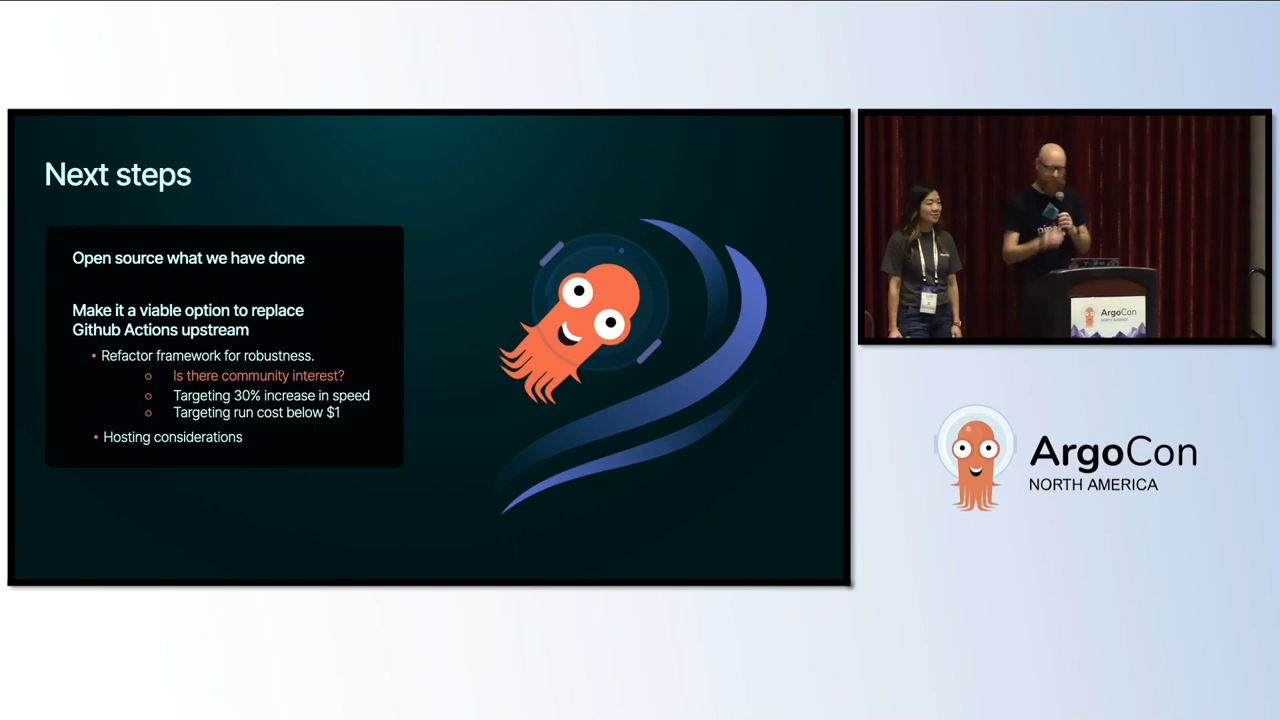 Next steps
Open source what we have done
Make it a viable option to replace
Github Actions upstream
• Refactor framework for robustness.
○ Is there community interest?
○ Targeting 30% increase in speed
○ Targeting run cost below $1
• Hosting considerations
ArgoCon
NORTH AMERICA
ArgoCon
NORTH AMERICA